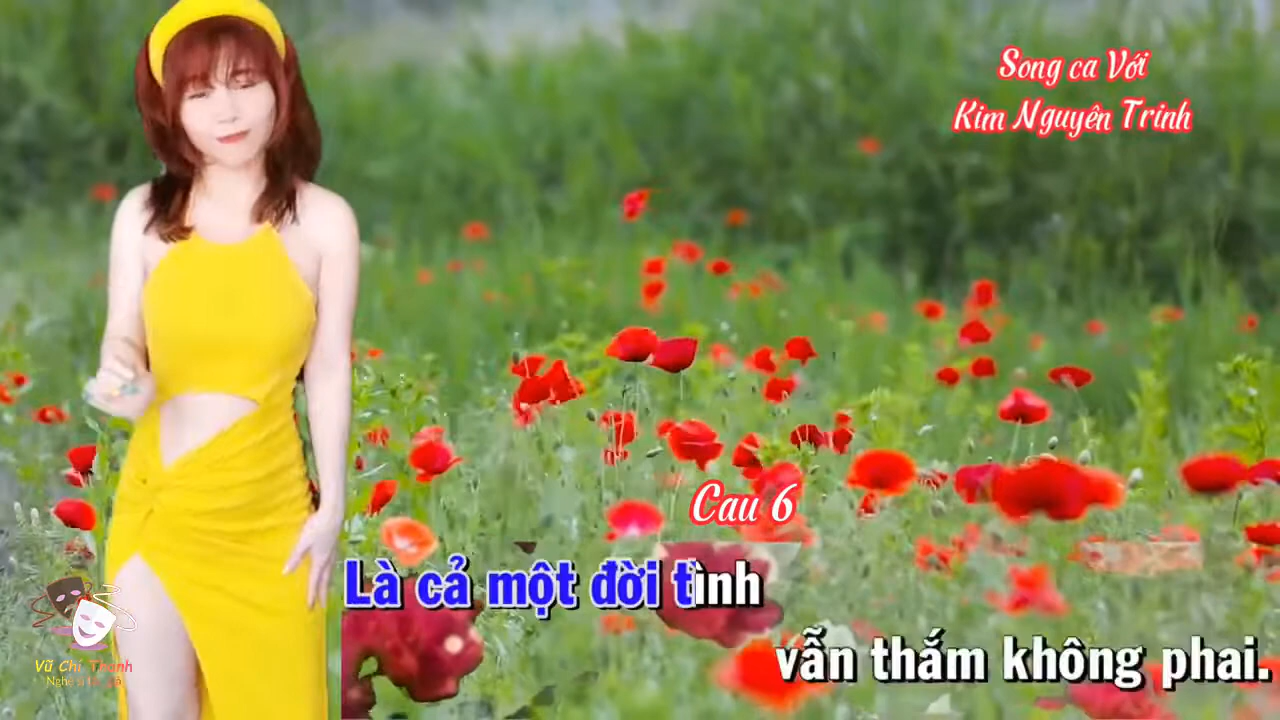 Song ca Với
Kim Nguyên Trinh
Cau 6
Là cả một đời tình
vẫn thắm không phai.
Vũ Chí Thanh